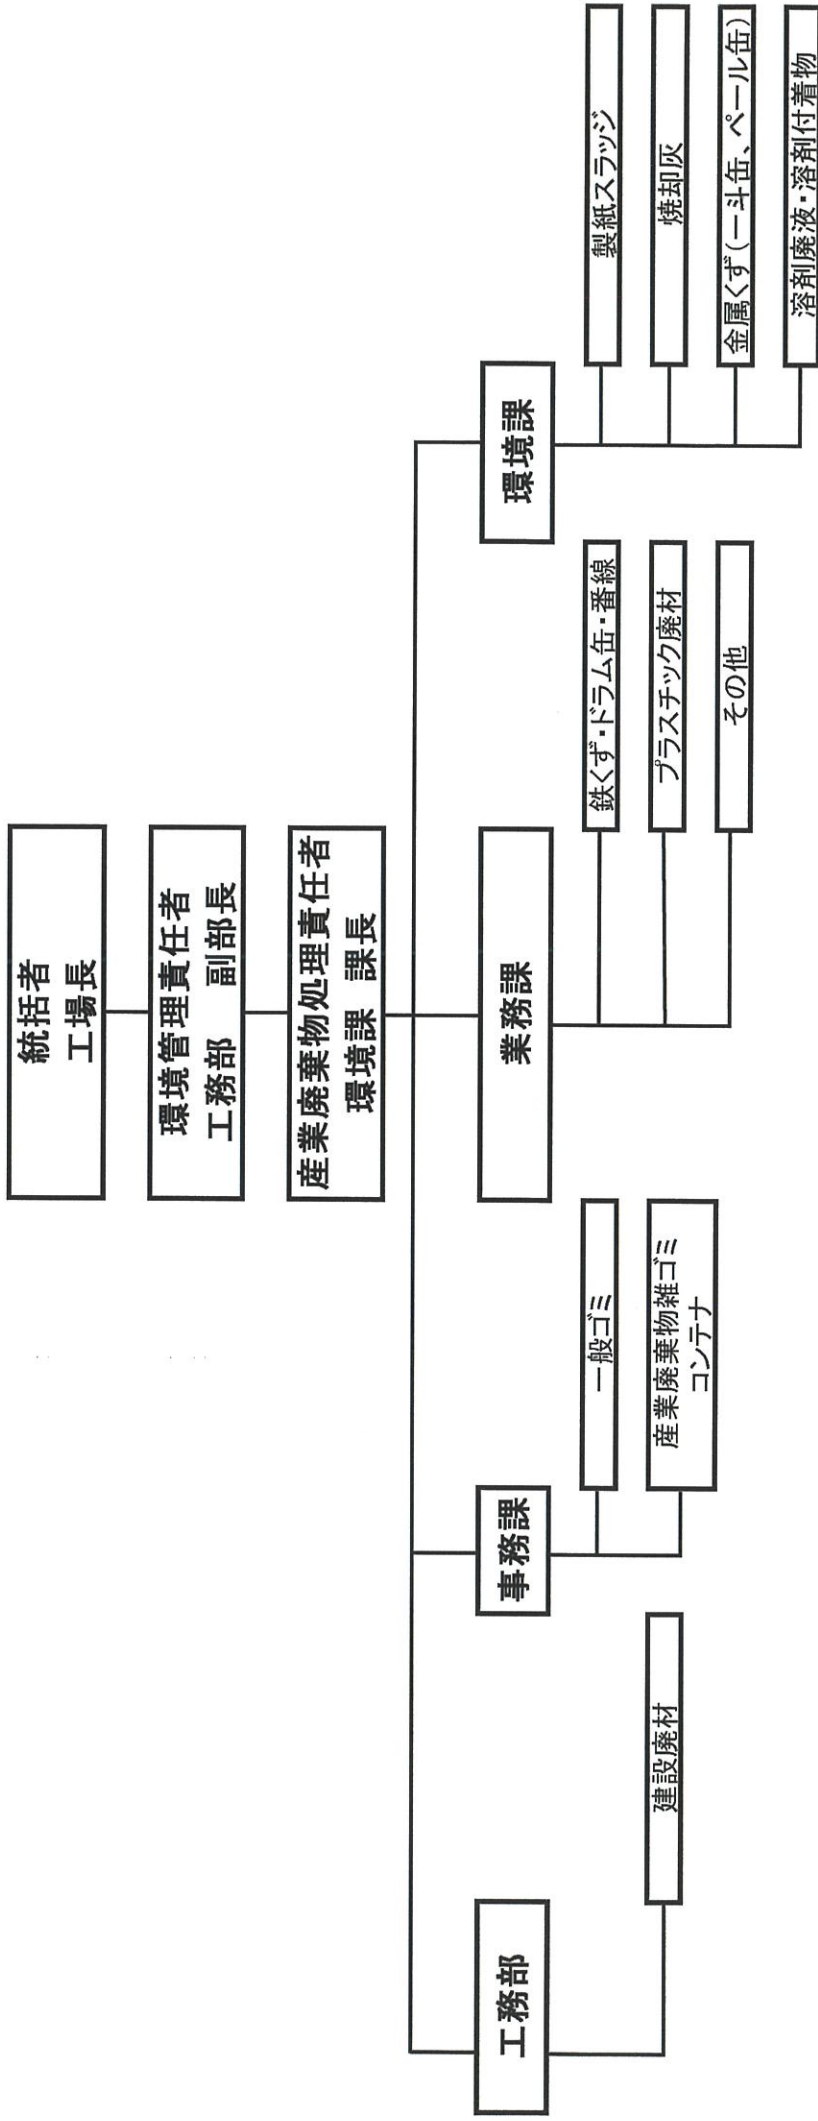 統括者
工場長
環境管理責任者
工務部 副部長
産業廃棄物処理責任者
環境課 課長
工務部
建設廃材
事務課
一般ゴミ
産業廃棄物雑ゴミ
コンテナ
業務課
鉄くず・ドラム缶・番線
プラスチック廃材
その他
環境課
製紙スラッジ
焼却灰
金属くず(一斗缶、ペール缶)
溶剤廃液・溶剤付着物